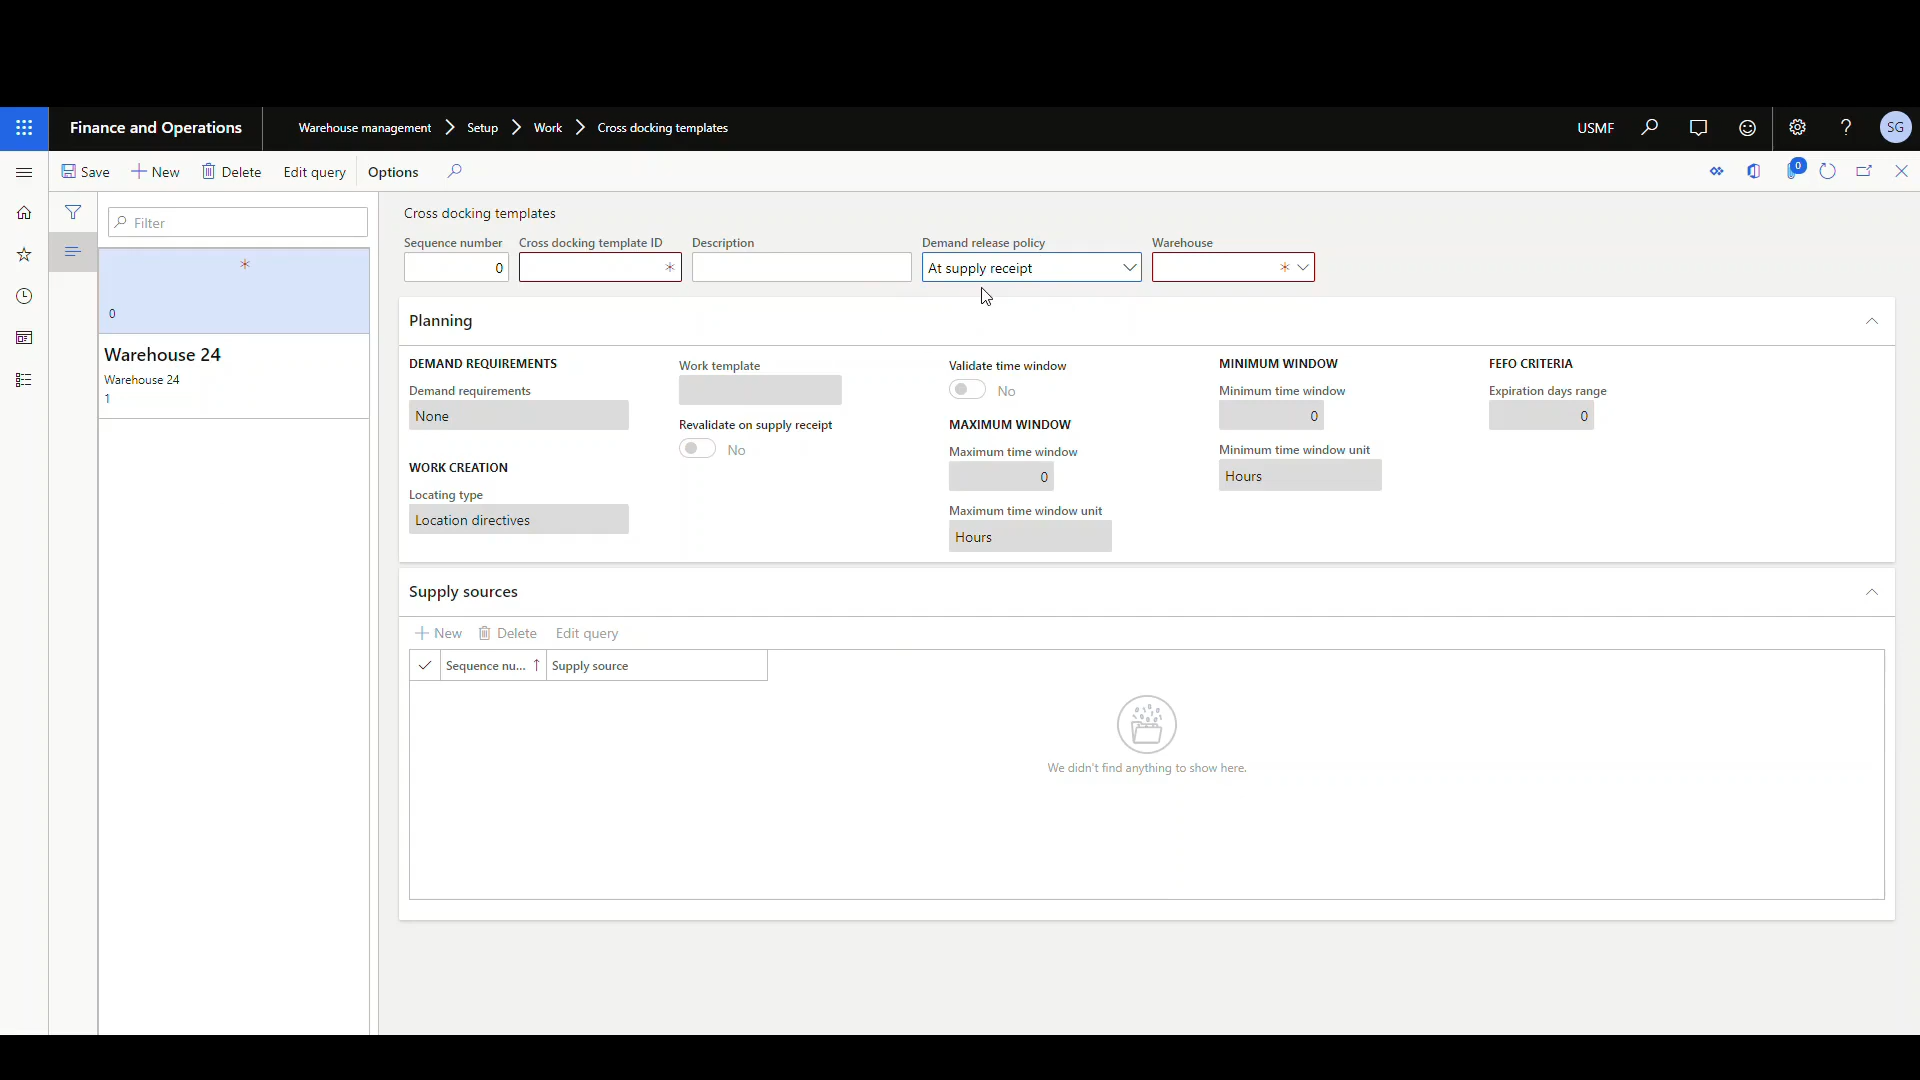 Finance and Operations
Warehouse management
Setup
Work
Cross docking templates
USMF
?
SG
Save
New
Delete
Edit query
Options
0
Filter
*
0
Warehouse 24
Warehouse 24
1
Cross docking templates
Sequence number
Cross docking template ID
Description
Demand release policy
Warehouse
0
*
At supply receipt
*
Planning
DEMAND REQUIREMENTS
Demand requirements
None
WORK CREATION
Locating type
Location directives
Work template
Revalidate on supply receipt
No
Validate time window
No
MAXIMUM WINDOW
Maximum time window
0
Maximum time window unit
Hours
MINIMUM WINDOW
Minimum time window
0
Minimum time window unit
Hours
FEFO CRITERIA
Expiration days range
0
Supply sources
New
Delete
Edit query
Sequence nu... ↑
Supply source
We didn't find anything to show here.